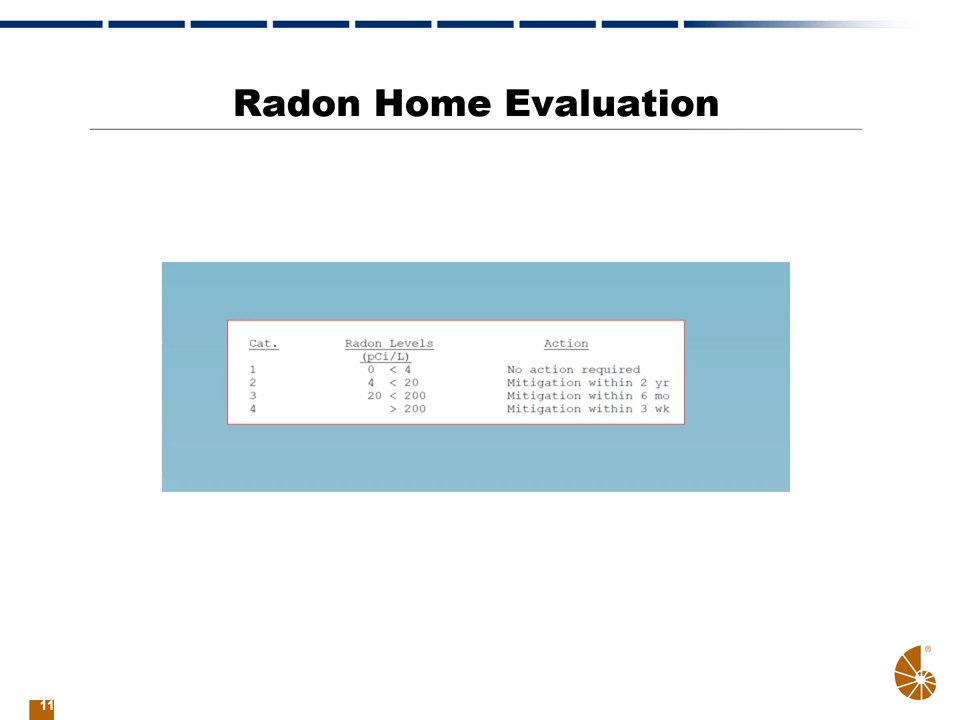 Radon Home Evaluation
Cat. Radon Levels Action
(pCi/L)
1 0 < 4 No action required
2 4 < 20 Mitigation within 2 yr
3 20 < 200 Mitigation within 6 mo
4 > 200 Mitigation within 3 wk
®
11